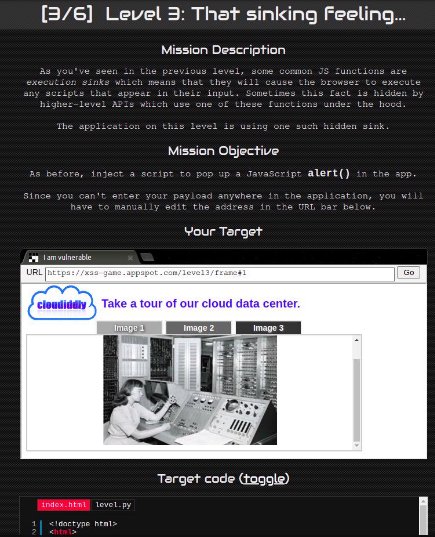 [3/6] Level 3: That sinking feeling...
Mission Description
As you've seen in the previous level, some common JS functions are
execution sinks which means that they will cause the browser to execute
any scripts that appear in their input. Sometimes this fact is hidden by
higher-level APIs which use one of these functions under the hood.
The application on this level is using one such hidden sink.
Mission Objective
As before, inject a script to pop up a JavaScript alert() in the app.
Since you can't enter your payload anywhere in the application, you will
have to manually edit the address in the URL bar below.
Your Target
I am vulnerable
URL https://xss-game.appspot.com/level3/frame#1 Go
cloudiddly Take a tour of our cloud data center.
Image 1 Image 2 Image 3
Target code (toggle)
index.html level.py
1 <!doctype html>
2 <html>